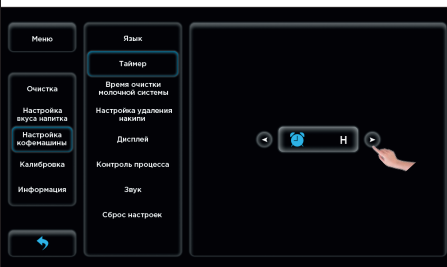 Меню
Очистка
Настройка
вкуса напитка
Настройка
кофемашины
Калибровка
Информация
Язык
Таймер
Время очистки
молочной системы
Настройка удаления
накипи
Дисплей
Контроль процесса
Звук
Сброс настроек
Н